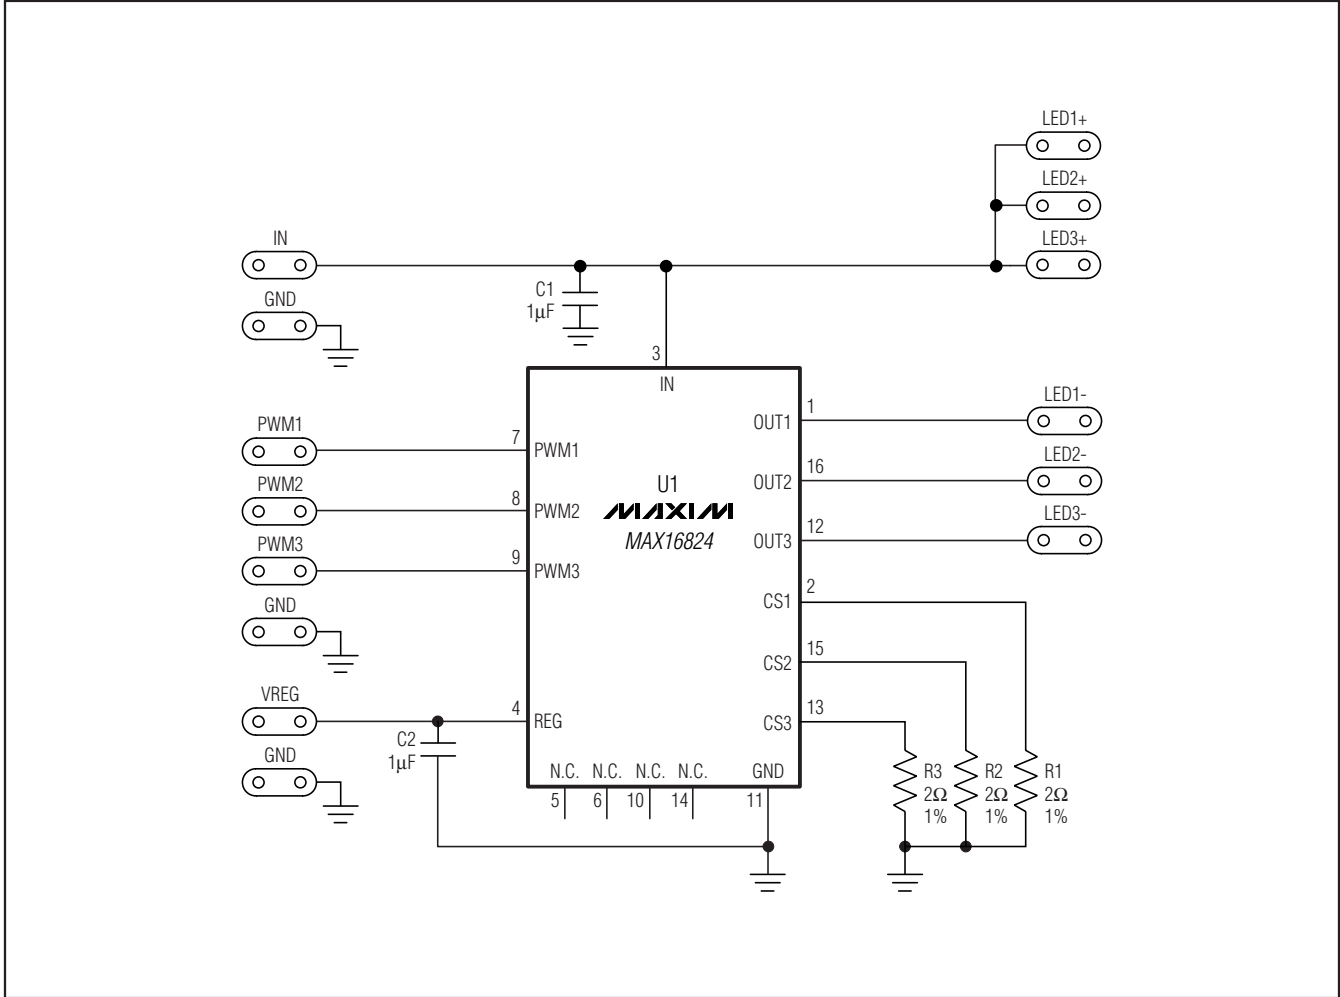 LED1+
LED2+
IN
LED3+
C1
1μF
GND
3
IN
LED1-
1
OUT1
PWM1
7
PWM1
LED2-
16
OUT2
U1
MAXIM
MAX16824
PWM2
8
PWM2
LED3-
12
OUT3
PWM3
9
PWM3
2
CS1
GND
15
CS2
VREG
4
REG
13
CS3
C2
1μF
GND
N.C. N.C. N.C. N.C. GND
5 6 10 14 11
R3
2Ω
1%
R2
2Ω
1%
R1
2Ω
1%